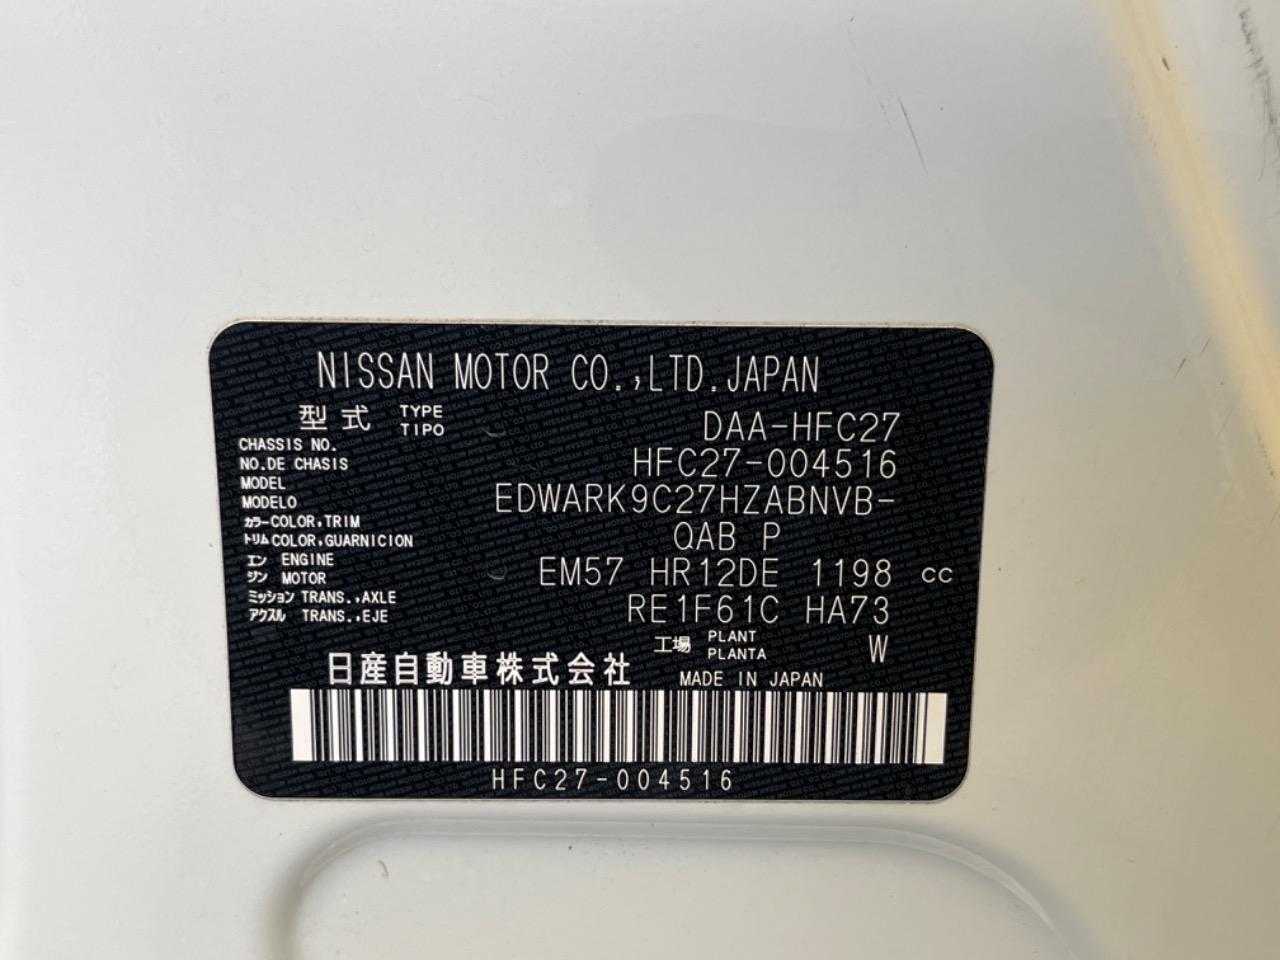 NISSAN MOTOR CO.,LTD.JAPAN
型式 TYPE TIPO DAA-HFC27
CHASSIS NO.
NO.DE CHASIS HFC27-004516
MODEL
MODELO EDWARK9C27HZABNVB-
カラー COLOR,TRIM
トリム COLOR,GUARNICION QAB P
エン ENGINE
ジン MOTOR EM57 HR12DE 1198 cc
ミッション TRANS.,AXLE
アクスル TRANS.,EJE RE1F61C HA73
工場 PLANT PLANTA W
日産自動車株式会社 MADE IN JAPAN
HFC27-004516